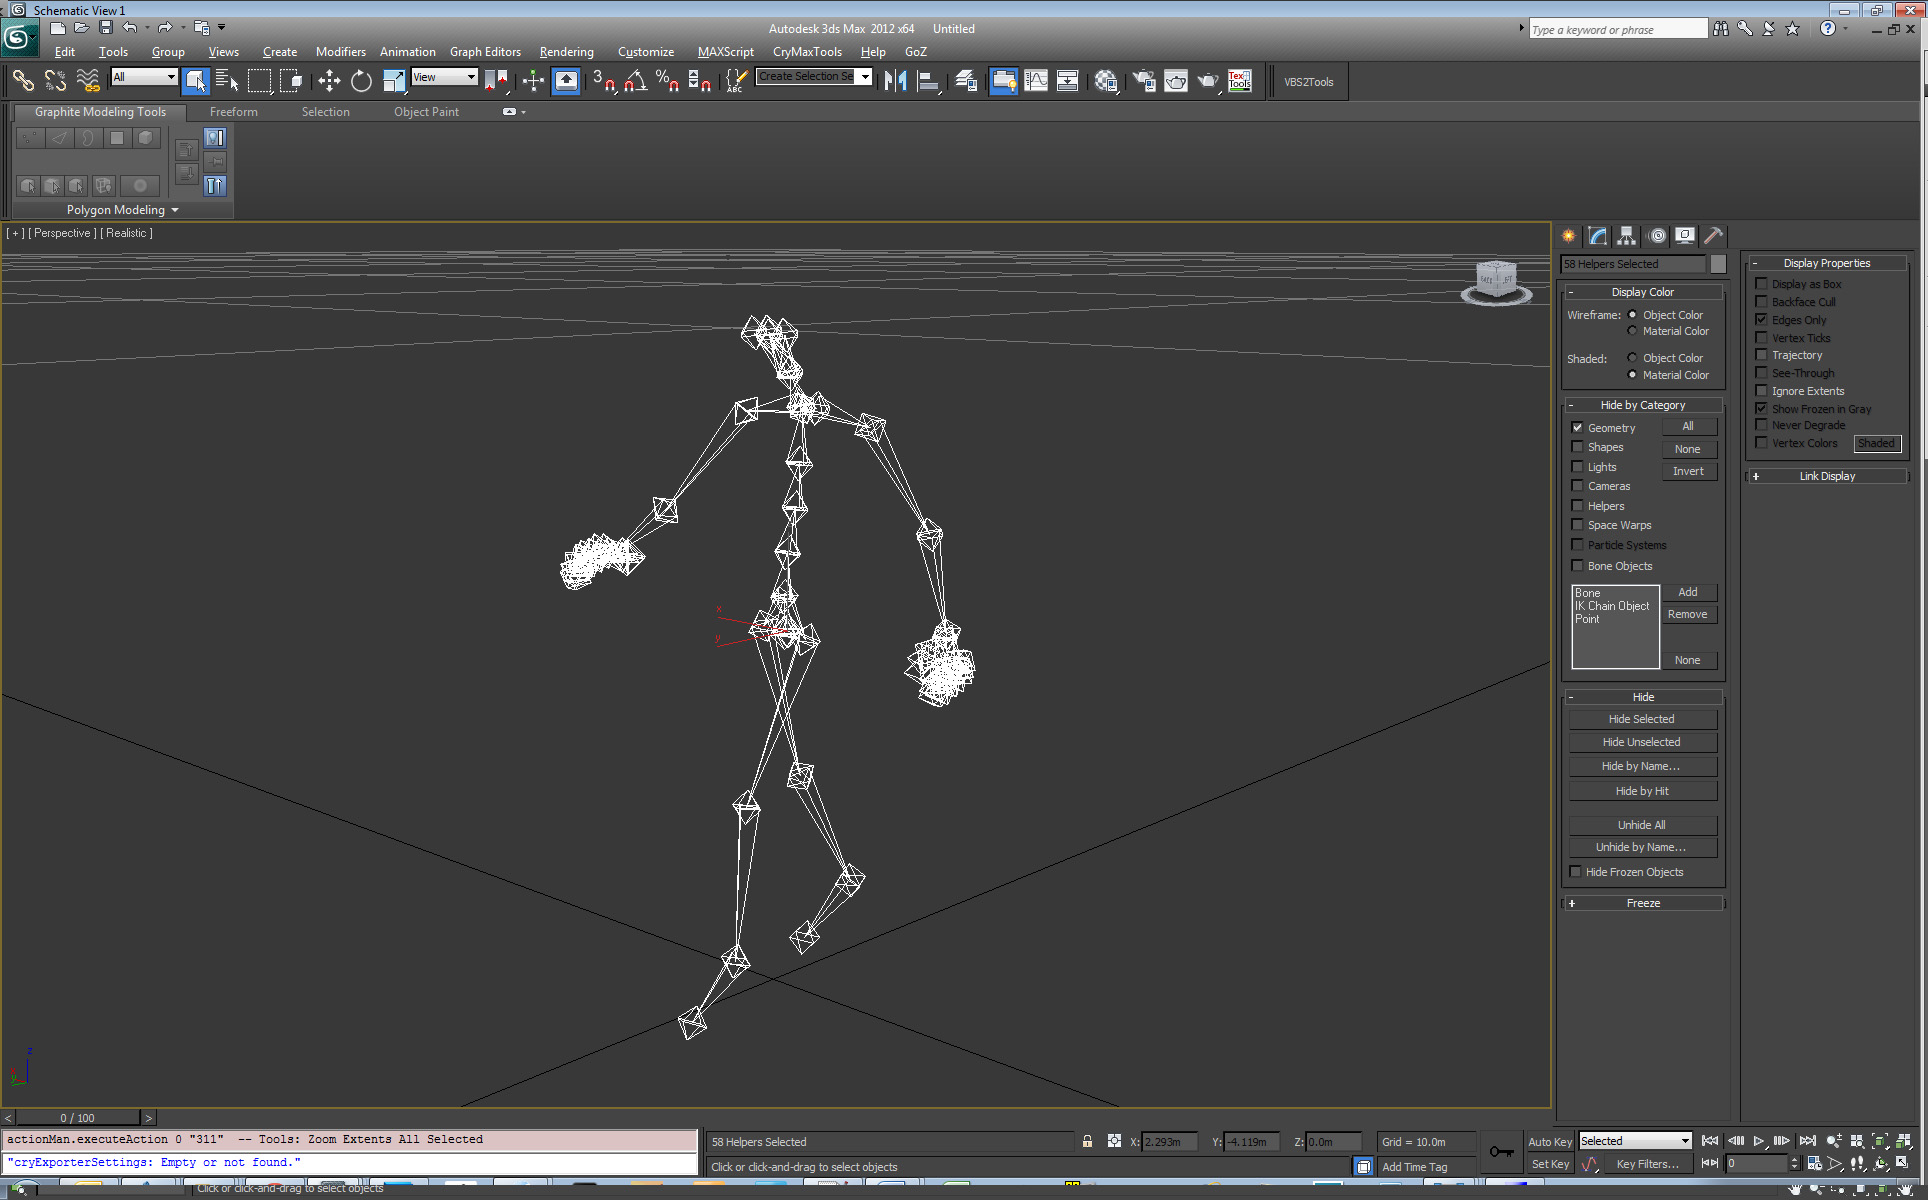 Schematic View 1
Autodesk 3ds Max 2012 x64 Untitled
Type a keyword or phrase
Edit Tools Group Views Create Modifiers Animation Graph Editors Rendering Customize MAXScript CryMaxTools Help GoZ
All
View
3
%
ABC
Create Selection Se
Tex Tools
VBS2Tools
Graphite Modeling Tools Freeform Selection Object Paint
Polygon Modeling
[ + ] [ Perspective ] [ Realistic ]
x
y
z
y
58 Helpers Selected
- Display Color
Wireframe: Object Color
Material Color
Shaded: Object Color
Material Color
- Hide by Category
Geometry All
Shapes None
Lights Invert
Cameras
Helpers
Space Warps
Particle Systems
Bone Objects
Bone Add
IK Chain Object Remove
Point
None
- Hide
Hide Selected
Hide Unselected
Hide by Name...
Hide by Hit
Unhide All
Unhide by Name...
Hide Frozen Objects
+ Freeze
- Display Properties
Display as Box
Backface Cull
Edges Only
Vertex Ticks
Trajectory
See-Through
Ignore Extents
Show Frozen in Gray
Never Degrade
Vertex Colors Shaded
+ Link Display
< 0 / 100 >
actionMan.executeAction 0 "311" -- Tools: Zoom Extents All Selected
"cryExporterSettings: Empty or not found."
58 Helpers Selected X: 2.293m Y: -4.119m Z: 0.0m Grid = 10.0m Auto Key Selected
Click or click-and-drag to select objects Add Time Tag Set Key Key Filters... 0
Click or click-and-drag to select objects